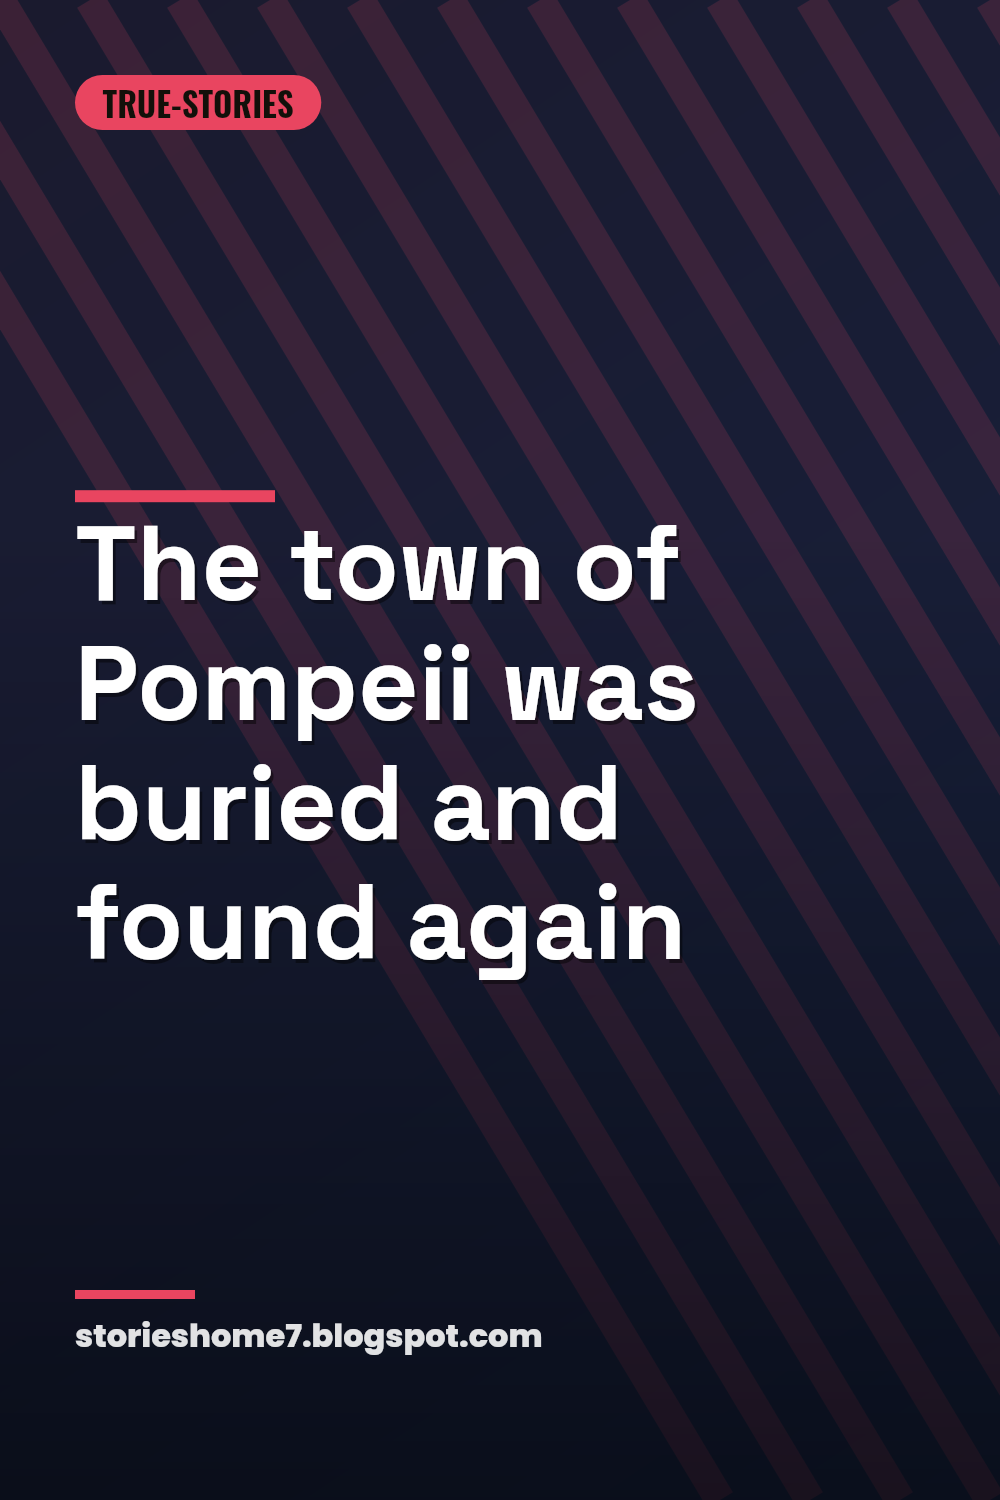 TRUE-STORIES
The town of
Pompeii was
buried and
found again
storieshome7.blogspot.com